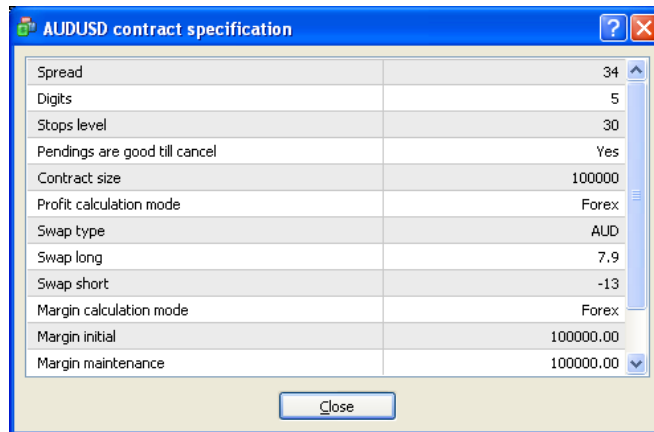 AUDUSD contract specification
Spread 34
Digits 5
Stops level 30
Pendings are good till cancel Yes
Contract size 100000
Profit calculation mode Forex
Swap type AUD
Swap long 7.9
Swap short -13
Margin calculation mode Forex
Margin initial 100000.00
Margin maintenance 100000.00
Close